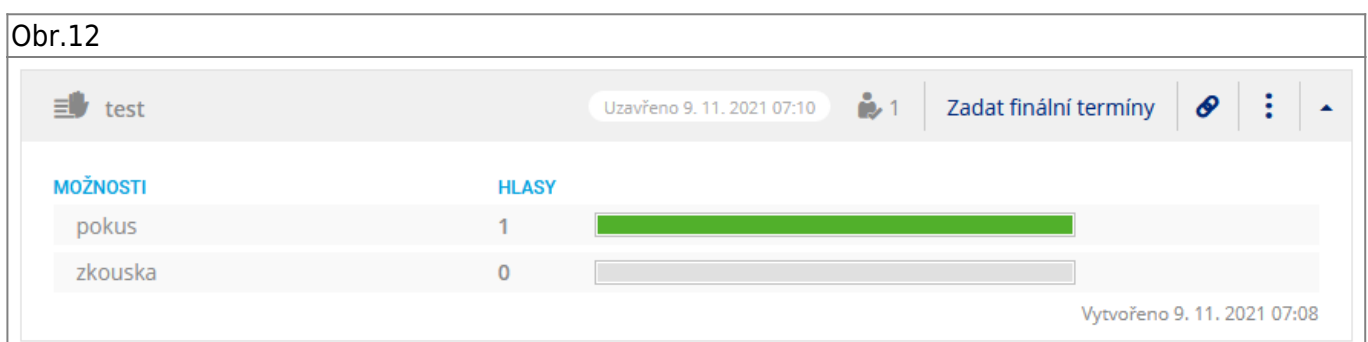 Obr.12
test Uzavřeno 9. 11. 2021 07:10 1 Zadat finální termíny
MOŽNOSTI HLASY
pokus 1
zkouska 0
Vytvořeno 9. 11. 2021 07:08